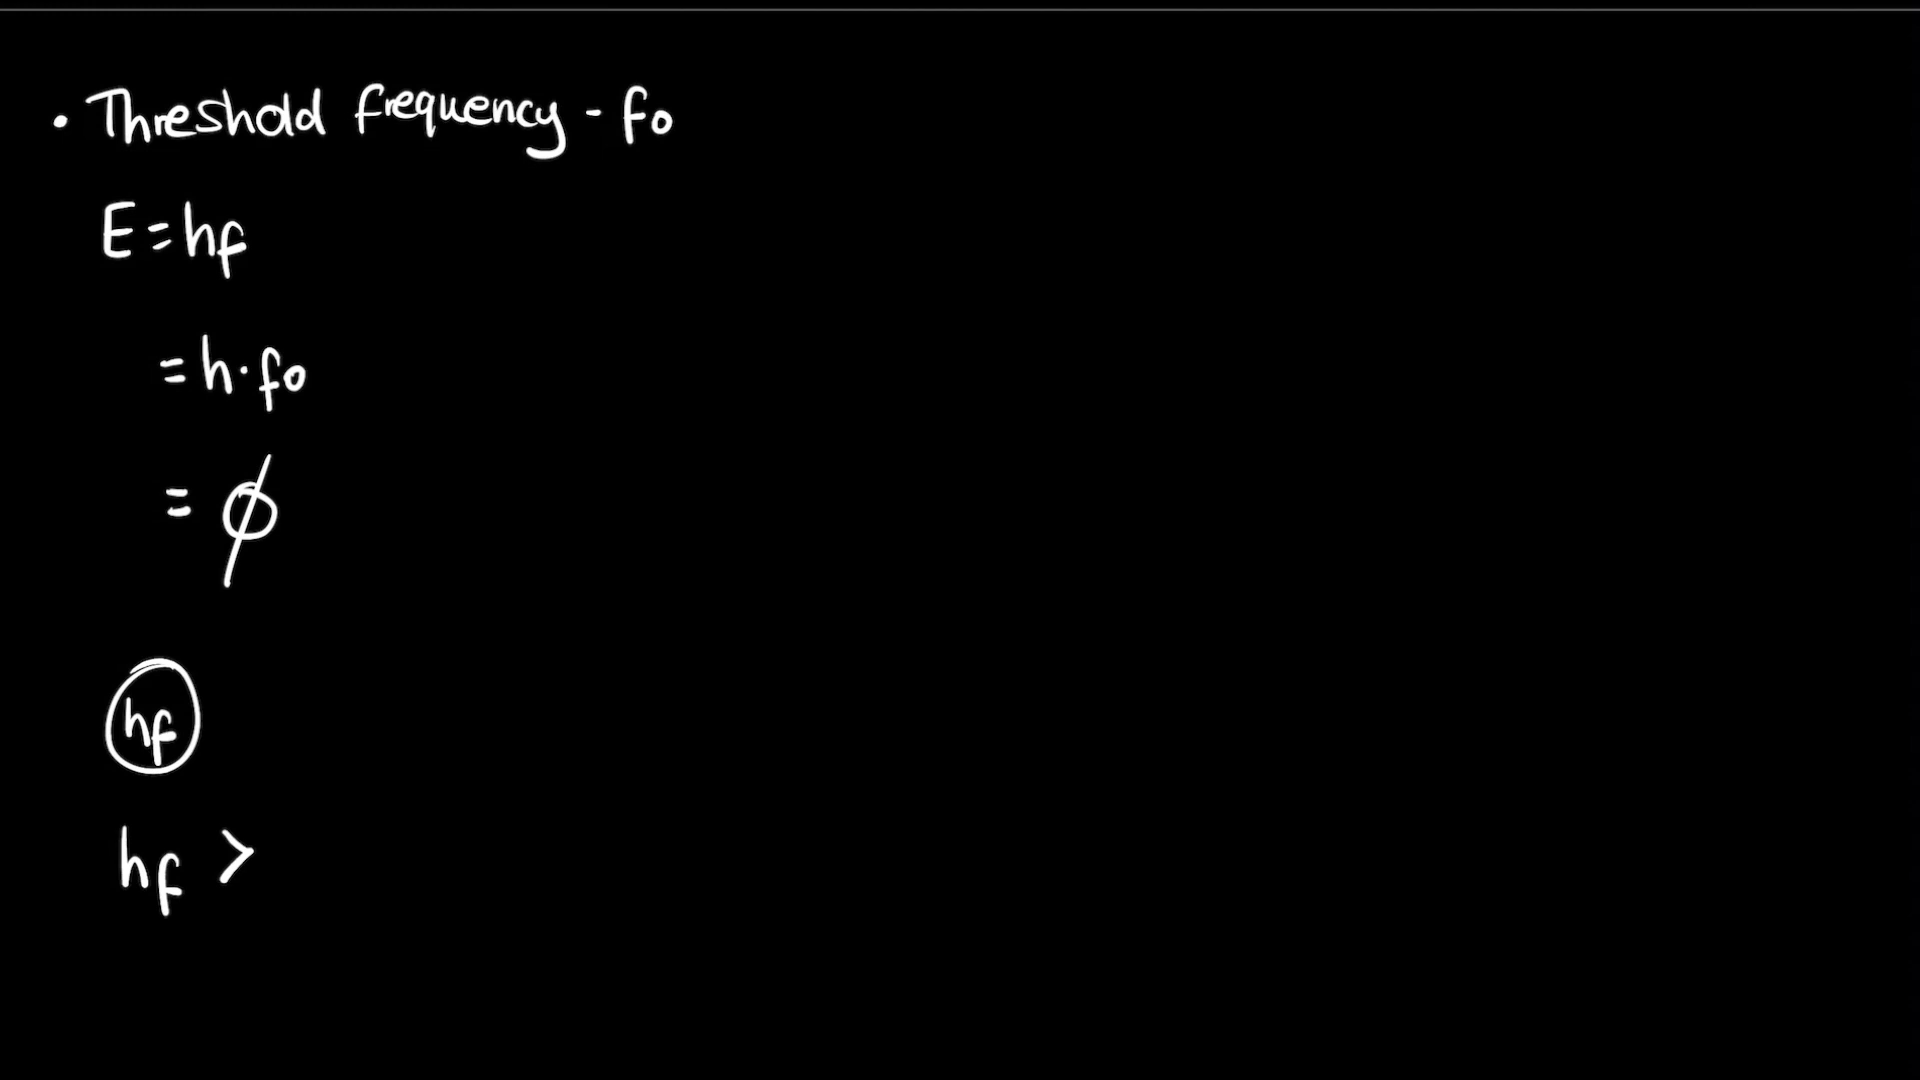 · Threshold frequency - fo
E = hf
= h · fo
= ϕ
hf
hf >